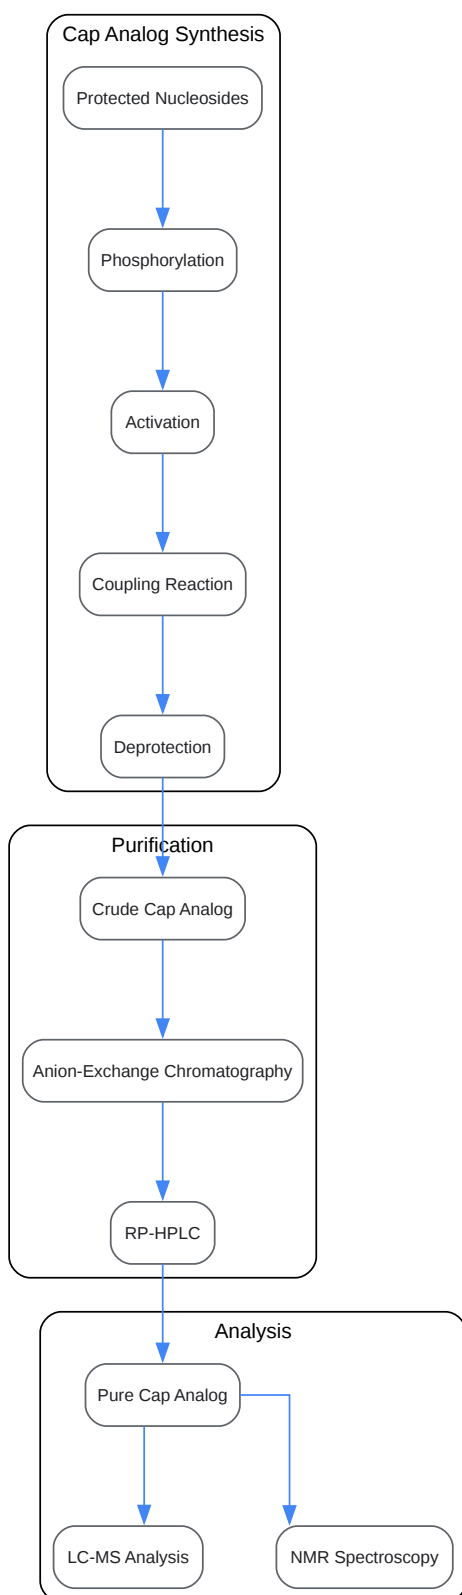 Cap Analog Synthesis
Protected Nucleosides
Phosphorylation
Activation
Coupling Reaction
Deprotection
Purification
Crude Cap Analog
Anion-Exchange Chromatography
RP-HPLC
Analysis
Pure Cap Analog
LC-MS Analysis
NMR Spectroscopy